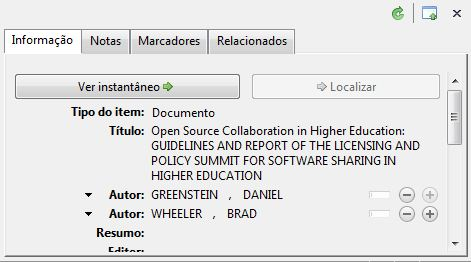 Informação Notas Marcadores Relacionados
Ver instantâneo Localizar
Tipo do item: Documento
Título: Open Source Collaboration in Higher Education:
GUIDELINES AND REPORT OF THE LICENSING AND
POLICY SUMMIT FOR SOFTWARE SHARING IN
HIGHER EDUCATION
Autor: GREENSTEIN , DANIEL
Autor: WHEELER , BRAD
Resumo:
Editor: